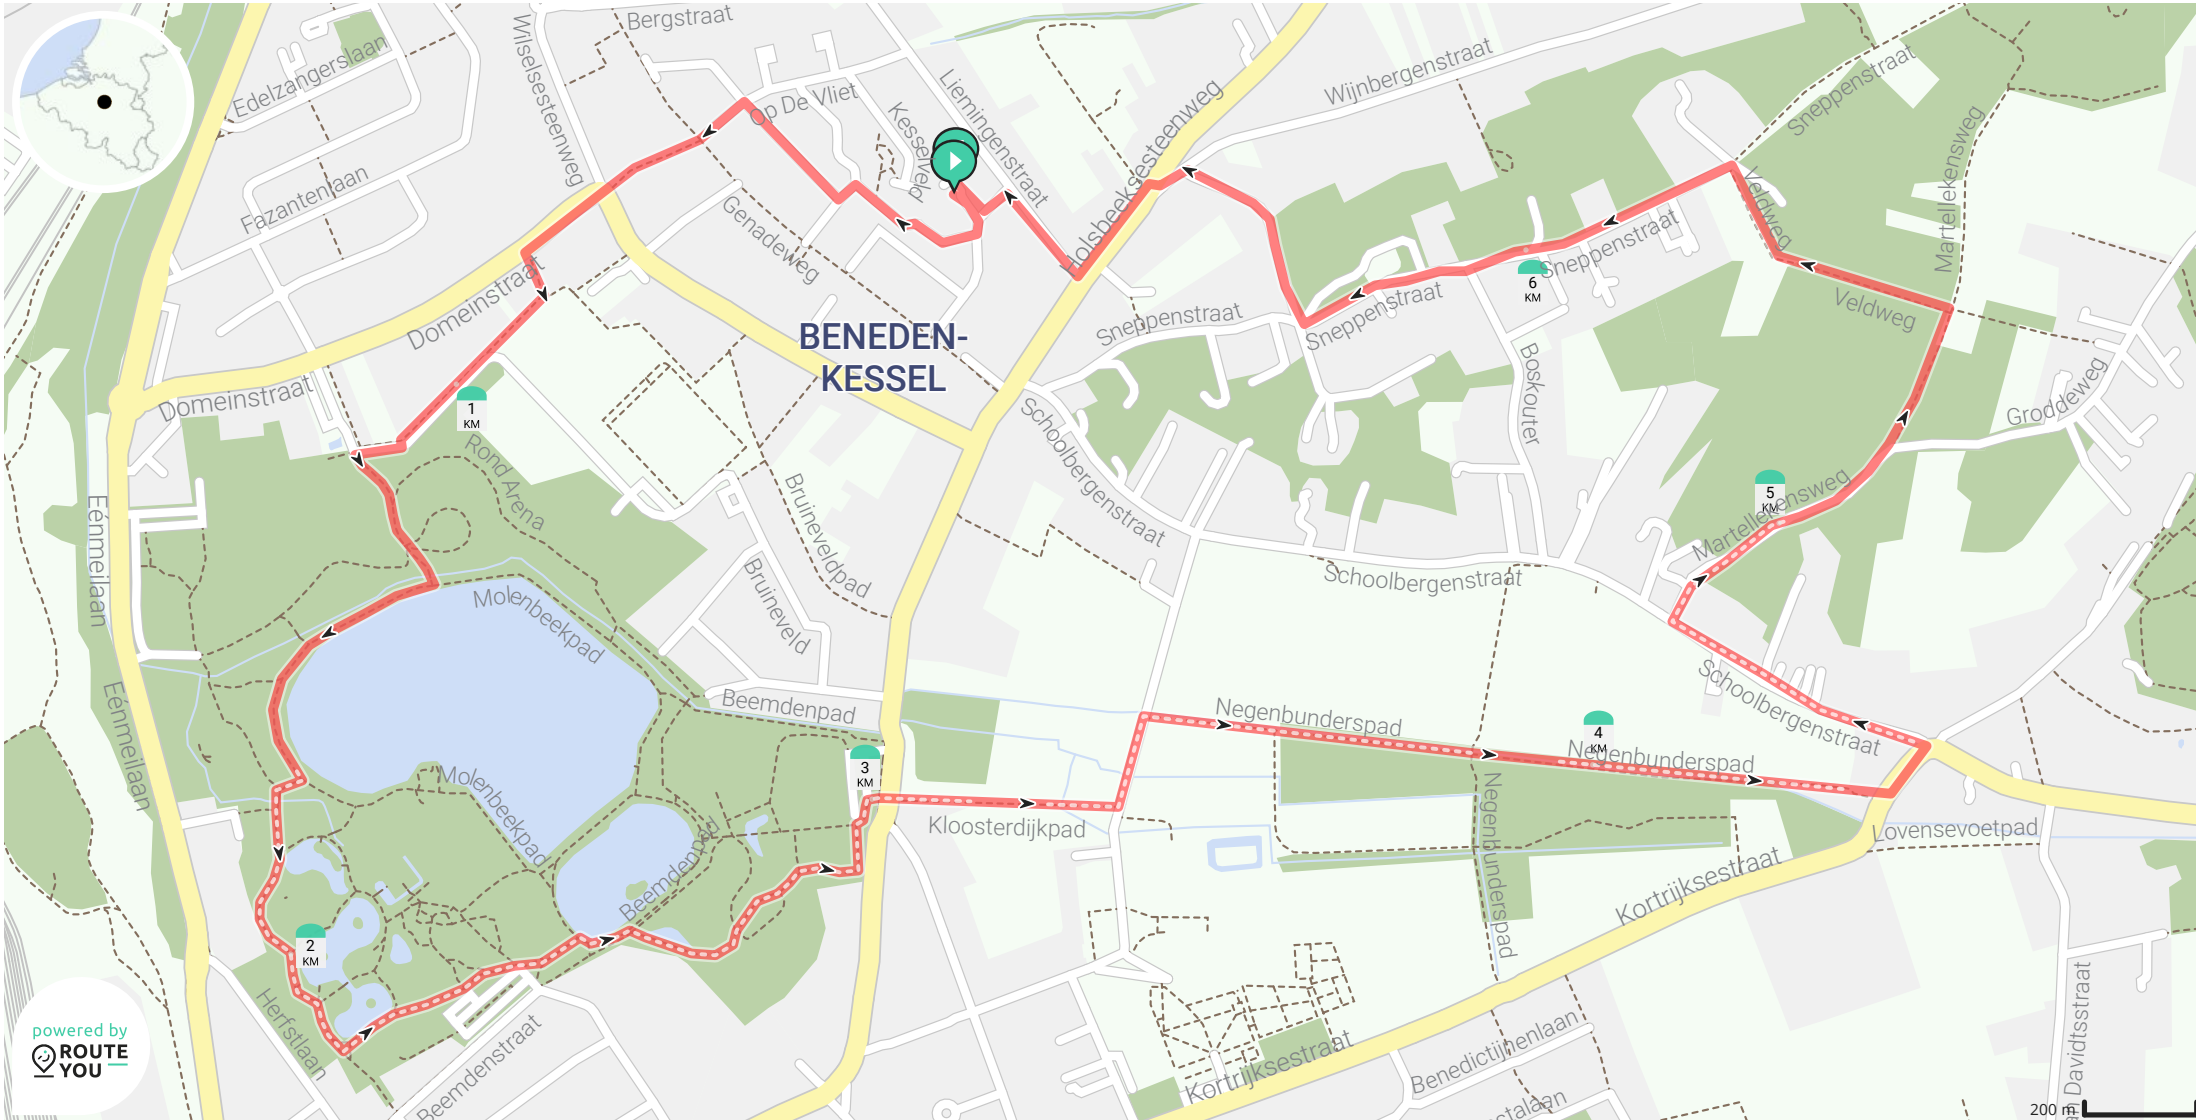 Bergstraat
Wilselsesteenweg
Edelzangerslaan
Op De Vliet
Kesselveld
Liemingenstraat
Holsbeeksesteenweg
Wijnbergenstraat
Sneppenstraat
Martellekensweg
Fazantenlaan
Genadeweg
Veldweg
Sneppenstraat
6
KM
Veldweg
Domeinstraat
Sneppenstraat
Sneppenstraat
BENEDEN-
KESSEL
Domeinstraat
1
KM
Rond Arena
Boskouter
Groddeweg
Schoolbergenstraat
Bruineveldpad
5
KM
Martellekensweg
Eénmeilaan
Molenbeekpad
Bruineveld
Schoolbergenstraat
Eénmeilaan
Beemdenpad
Negenbunderspad
4
KM
Negenbunderspad
Schoolbergenstraat
3
KM
Molenbeekpad
Beemdenpad
Kloosterdijkpad
Negenbunderspad
Lovensevoetpad
Kortrijksestraat
2
KM
Herfstlaan
Beemdenstraat
Kortrijksestraat
Benedictijnenlaan
stalaan
n Davidtsstraat
powered by
ROUTE
YOU
200 m